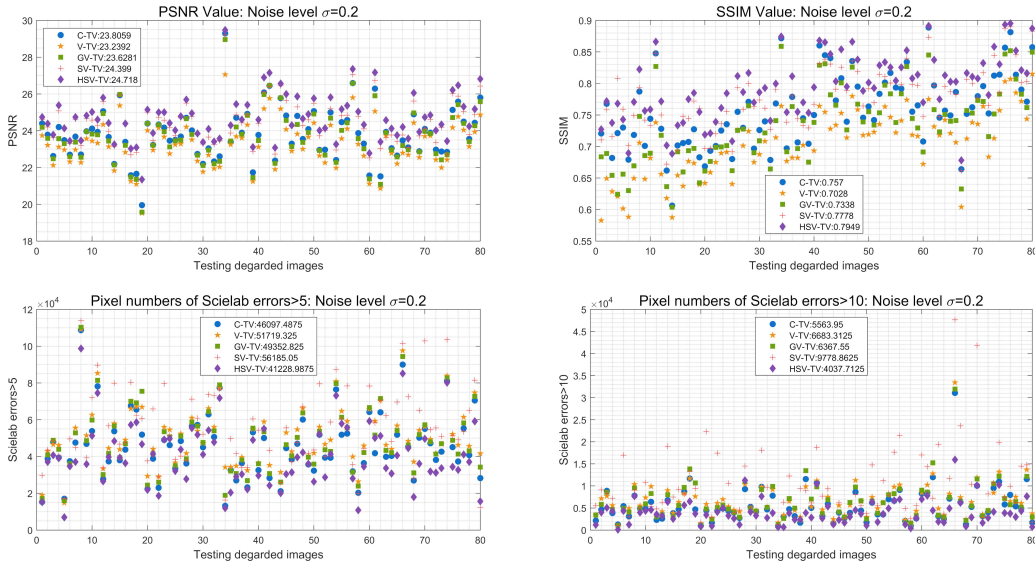 PSNR Value: Noise level σ=0.2
30
28
26
24
22
20
18
PSNR
C-TV:23.8059
V-TV:23.2392
GV-TV:23.6281
SV-TV:24.399
HSV-TV:24.718
0 10 20 30 40 50 60 70 80
Testing degarded images
SSIM Value: Noise level σ=0.2
0.9
0.85
0.8
0.75
0.7
0.65
0.6
0.55
SSIM
C-TV:0.757
V-TV:0.7028
GV-TV:0.7338
SV-TV:0.7778
HSV-TV:0.7949
0 10 20 30 40 50 60 70 80
Testing degarded images
Pixel numbers of Scielab errors>5: Noise level σ=0.2
×10⁴
12
10
8
6
4
2
0
Scielab errors>5
C-TV:46097.4875
V-TV:51719.325
GV-TV:49352.825
SV-TV:56185.05
HSV-TV:41228.9875
0 10 20 30 40 50 60 70 80
Testing degarded images
Pixel numbers of Scielab errors>10: Noise level σ=0.2
×10⁴
5
4.5
4
3.5
3
2.5
2
1.5
1
0.5
0
Scielab errors>10
C-TV:5563.95
V-TV:6683.3125
GV-TV:6367.55
SV-TV:9778.8625
HSV-TV:4037.7125
0 10 20 30 40 50 60 70 80
Testing degarded images